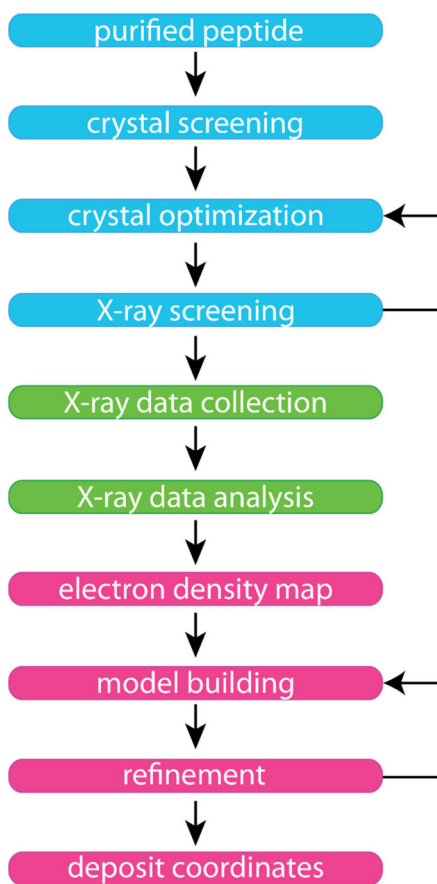 purified peptide
crystal screening
crystal optimization
X-ray screening
X-ray data collection
X-ray data analysis
electron density map
model building
refinement
deposit coordinates